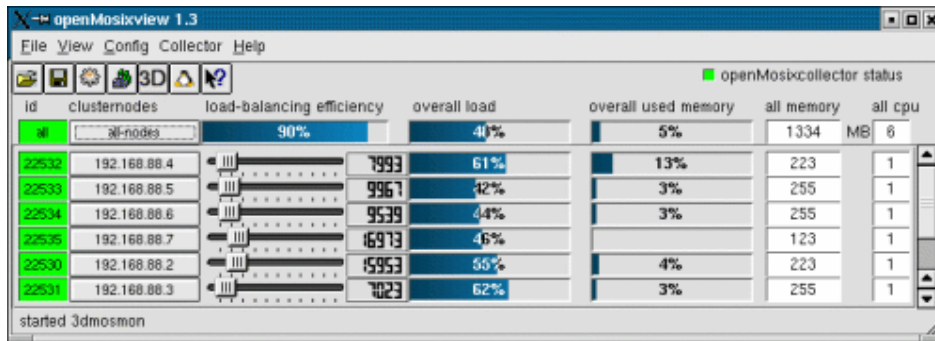 openMosixview 1.3
File View Config Collector Help
3D ? openMosixcollector status
id clusternodes load-balancing efficiency overall load overall used memory all memory all cpu
all all-nodes 90% 40% 5% 1334 MB 6
22532 192.168.88.4 7993 61% 13% 223 1
22533 192.168.88.5 9967 42% 3% 255 1
22534 192.168.88.6 9539 44% 3% 255 1
22535 192.168.88.7 16973 46% 123 1
22530 192.168.88.2 15953 55% 4% 223 1
22531 192.168.88.3 7023 62% 3% 255 1
started 3dmosmon